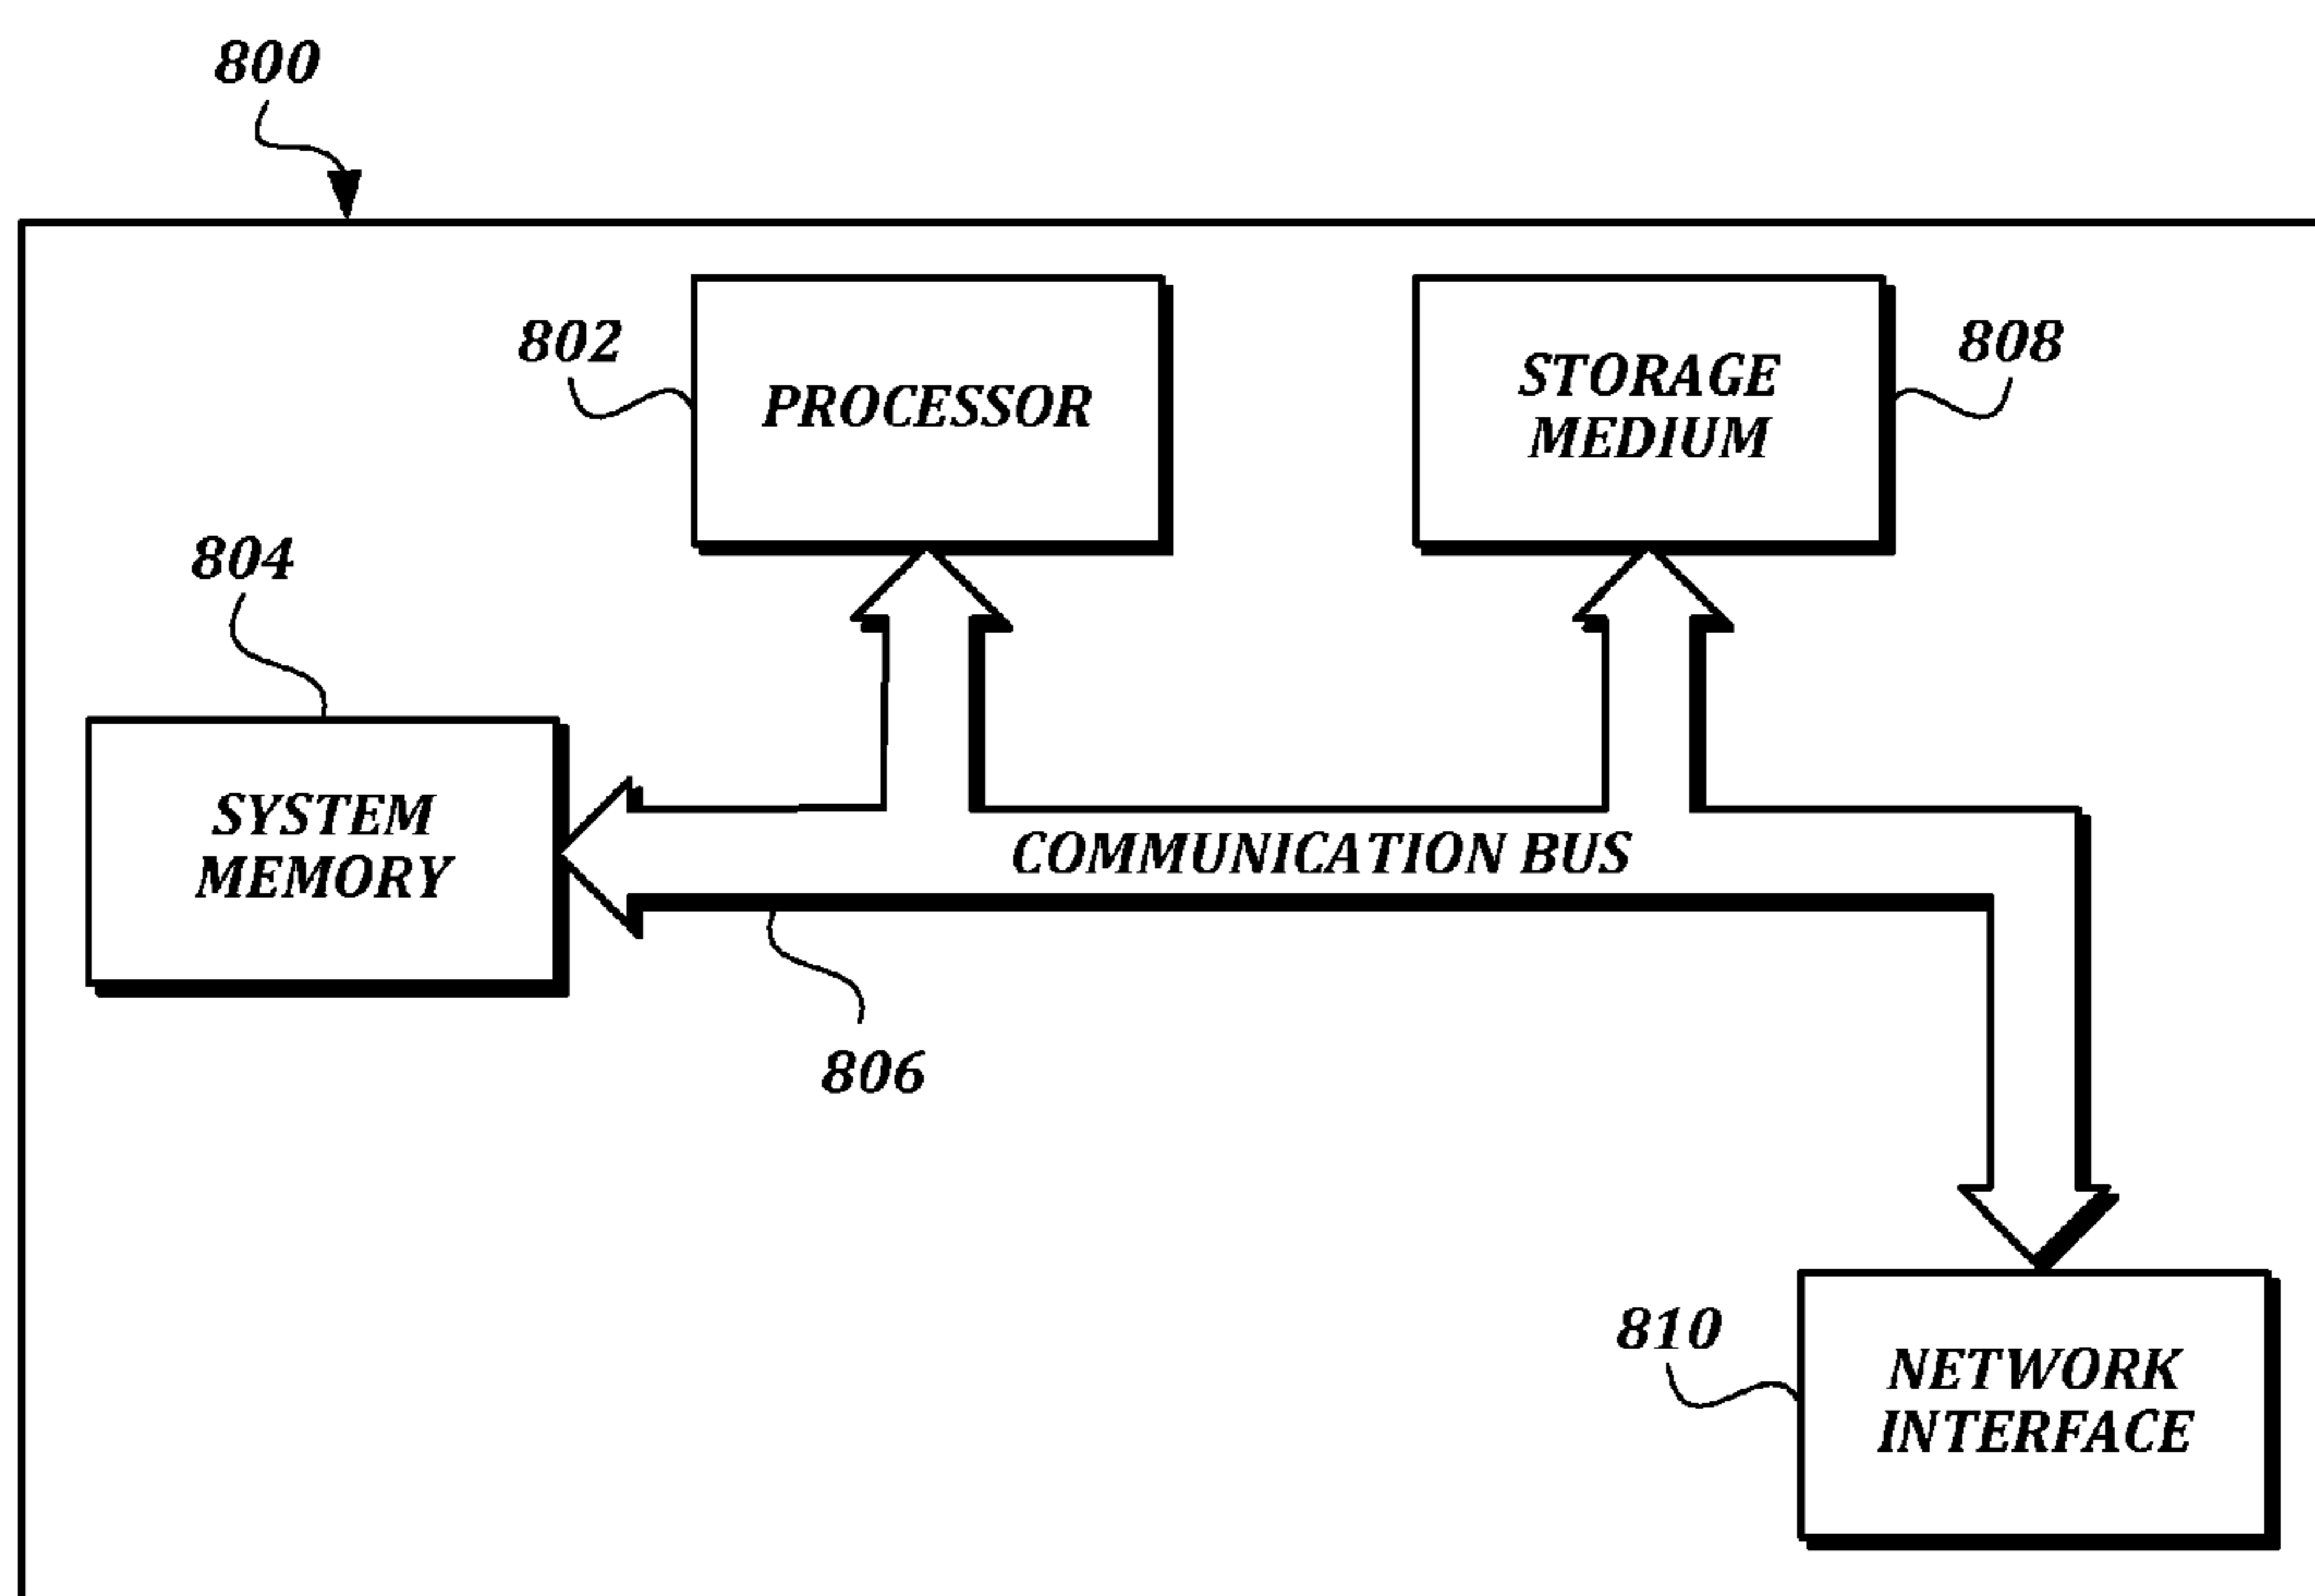 800
802
PROCESSOR
STORAGE
MEDIUM
808
804
SYSTEM
MEMORY
COMMUNICATION BUS
806
810
NETWORK
INTERFACE